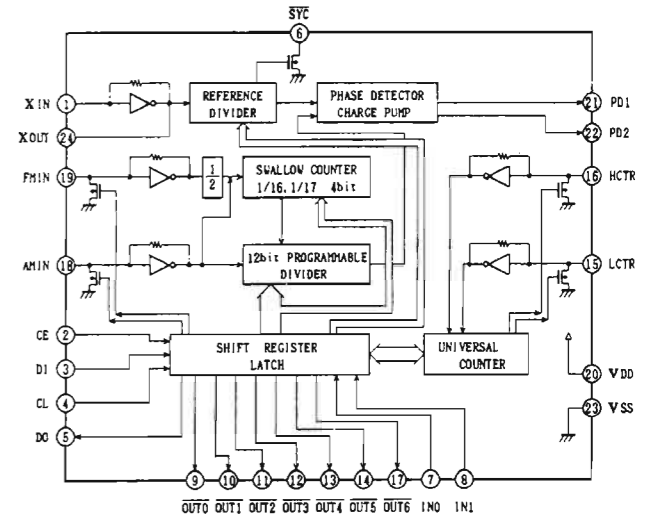 SYC
6
XIN 1
REFERENCE
DIVIDER
PHASE DETECTOR
CHARGE PUMP
21 PD1
XOUT 24
22 PD2
FMIN 19
1
2
SWALLOW COUNTER
1/16, 1/17 4bit
16 HCTR
AMIN 18
12bit PROGRAMMABLE
DIVIDER
15 LCTR
CE 2
DI 3
SHIFT REGISTER
LATCH
UNIVERSAL
COUNTER
20 VDD
CL 4
23 VSS
DO 5
9 10 11 12 13 14 17 7 8
OUT0 OUT1 OUT2 OUT3 OUT4 OUT5 OUT6 IN0 IN1